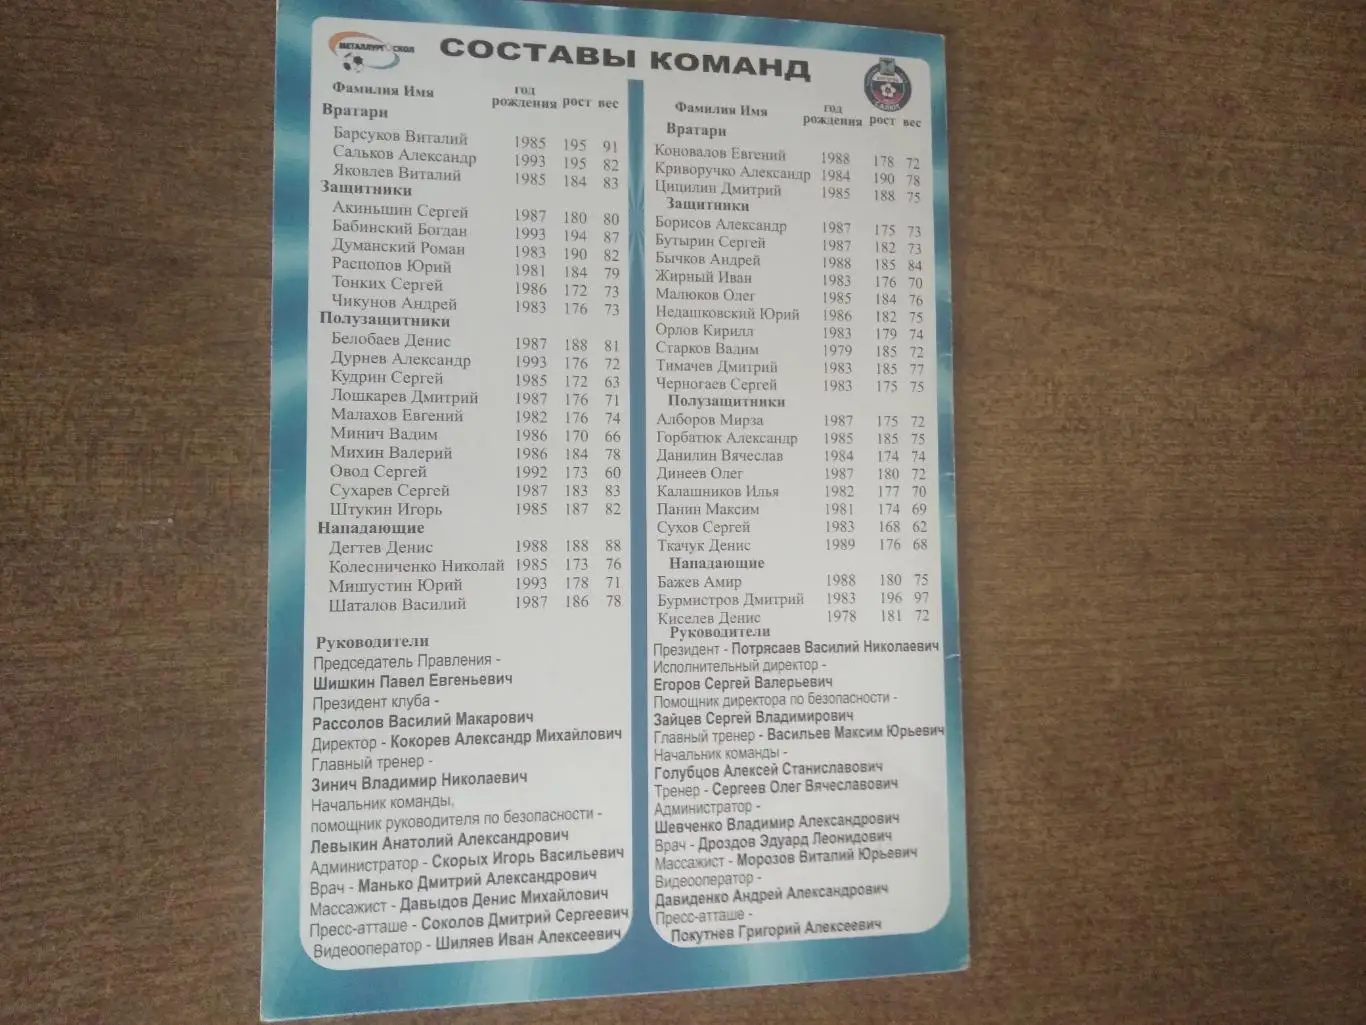 МЕТАЛЛУРГ ОСКОЛ
СОСТАВЫ КОМАНД
Фамилия Имя год рождения рост вес
Вратари
Барсуков Виталий 1985 195 91
Сальков Александр 1993 195 82
Яковлев Виталий 1985 184 83
Защитники
Акиньшин Сергей 1987 180 80
Бабинский Богдан 1993 194 87
Думанский Роман 1983 190 82
Распопов Юрий 1981 184 79
Тонких Сергей 1986 172 73
Чикунов Андрей 1983 176 73
Полузащитники
Белобаев Денис 1987 188 81
Дурнев Александр 1993 176 72
Кудрин Сергей 1985 172 63
Лошкарев Дмитрий 1987 176 71
Малахов Евгений 1982 176 74
Минич Вадим 1986 170 66
Михин Валерий 1986 184 78
Овод Сергей 1992 173 60
Сухарев Сергей 1987 183 83
Штукин Игорь 1985 187 82
Нападающие
Дегтев Денис 1988 188 88
Колесниченко Николай 1985 173 76
Мишустин Юрий 1993 178 71
Шаталов Василий 1987 186 78
Руководители
Председатель Правления -
Шишкин Павел Евгеньевич
Президент клуба -
Рассолов Василий Макарович
Директор - Кокорев Александр Михайлович
Главный тренер -
Зинич Владимир Николаевич
Начальник команды,
помощник руководителя по безопасности -
Левыкин Анатолий Александрович
Администратор - Скорых Игорь Васильевич
Врач - Манько Дмитрий Александрович
Массажист - Давыдов Денис Михайлович
Пресс-атташе - Соколов Дмитрий Сергеевич
Видеооператор - Шиляев Иван Алексеевич
Фамилия Имя год рождения рост вес
Вратари
Коновалов Евгений 1988 178 72
Криворучко Александр 1984 190 78
Цицилин Дмитрий 1985 188 75
Защитники
Борисов Александр 1987 175 73
Бутырин Сергей 1987 182 73
Бычков Андрей 1988 185 84
Жирный Иван 1983 176 70
Малюков Олег 1985 184 76
Недашковский Юрий 1986 182 75
Орлов Кирилл 1983 179 74
Старков Вадим 1979 185 72
Тимачев Дмитрий 1983 185 77
Черногаев Сергей 1983 175 75
Полузащитники
Алборов Мирза 1987 175 72
Горбатюк Александр 1985 185 75
Данилин Вячеслав 1984 174 74
Динеев Олег 1987 180 72
Калашников Илья 1982 177 70
Панин Максим 1981 174 69
Сухов Сергей 1983 168 62
Ткачук Денис 1989 176 68
Нападающие
Бажев Амир 1988 180 75
Бурмистров Дмитрий 1983 196 97
Киселев Денис 1978 181 72
Руководители
Президент - Потрясаев Василий Николаевич
Исполнительный директор -
Егоров Сергей Валерьевич
Помощник директора по безопасности -
Зайцев Сергей Владимирович
Главный тренер - Васильев Максим Юрьевич
Начальник команды -
Голубцов Алексей Станиславович
Тренер - Сергеев Олег Вячеславович
Администратор -
Шевченко Владимир Александрович
Врач - Дроздов Эдуард Леонидович
Массажист - Морозов Виталий Юрьевич
Видеооператор -
Давиденко Андрей Александрович
Пресс-атташе -
Покутнев Григорий Алексеевич